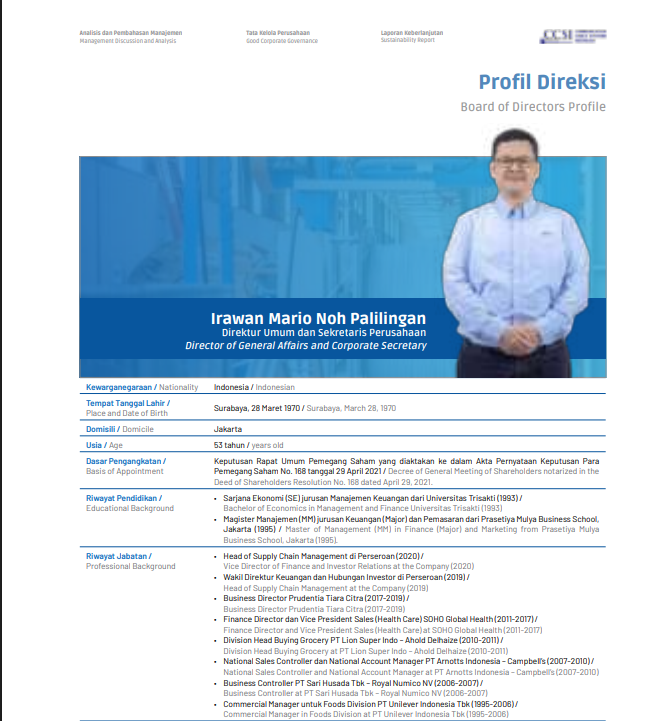 Analisis dan Pembahasan Manajemen
Management Discussion and Analysis
Tata Kelola Perusahaan
Good Corporate Governance
Laporan Keberlanjutan
Sustainability Report
CCSI
Profil Direksi
Board of Directors Profile
Irawan Mario Noh Palilingan
Direktur Umum dan Sekretaris Perusahaan
Director of General Affairs and Corporate Secretary
Kewarganegaraan / Nationality
Indonesia / Indonesian
Tempat Tanggal Lahir /
Place and Date of Birth
Surabaya, 28 Maret 1970 / Surabaya, March 28, 1970
Domisili / Domicile
Jakarta
Usia / Age
53 tahun / years old
Dasar Pengangkatan /
Basis of Appointment
Keputusan Rapat Umum Pemegang Saham yang diaktakan ke dalam Akta Pernyataan Keputusan Para
Pemegang Saham No. 168 tanggal 29 April 2021 / Decree of General Meeting of Shareholders notarized in the
Deed of Shareholders Resolution No. 168 dated April 29, 2021.
Riwayat Pendidikan /
Educational Background
• Sarjana Ekonomi (SE) jurusan Manajemen Keuangan dari Universitas Trisakti (1993) /
Bachelor of Economics in Management and Finance Universitas Trisakti (1993)
• Magister Manajemen (MM) jurusan Keuangan (Major) dan Pemasaran dari Prasetiya Mulya Business School,
Jakarta (1995) / Master of Management (MM) in Finance (Major) and Marketing from Prasetiya Mulya
Business School, Jakarta (1995).
Riwayat Jabatan /
Professional Background
• Head of Supply Chain Management di Perseroan (2020) /
Vice Director of Finance and Investor Relations at the Company (2020)
• Wakil Direktur Keuangan dan Hubungan Investor di Perseroan (2019) /
Head of Supply Chain Management at the Company (2019)
• Business Director Prudentia Tiara Citra (2017-2019) /
Business Director Prudentia Tiara Citra (2017-2019)
• Finance Director dan Vice President Sales (Health Care) SOHO Global Health (2011-2017) /
Finance Director and Vice President Sales (Health Care) at SOHO Global Health (2011-2017)
• Division Head Buying Grocery PT Lion Super Indo – Ahold Delhaize (2010-2011) /
Division Head Buying Grocery at PT Lion Super Indo – Ahold Delhaize (2010-2011)
• National Sales Controller dan National Account Manager PT Arnotts Indonesia – Campbell's (2007-2010) /
National Sales Controller and National Account Manager at PT Arnotts Indonesia – Campbell's (2007-2010)
• Business Controller PT Sari Husada Tbk – Royal Numico NV (2006-2007) /
Business Controller at PT Sari Husada Tbk – Royal Numico NV (2006-2007)
• Commercial Manager untuk Foods Division PT Unilever Indonesia Tbk (1995-2006) /
Commercial Manager in Foods Division at PT Unilever Indonesia Tbk (1995-2006)